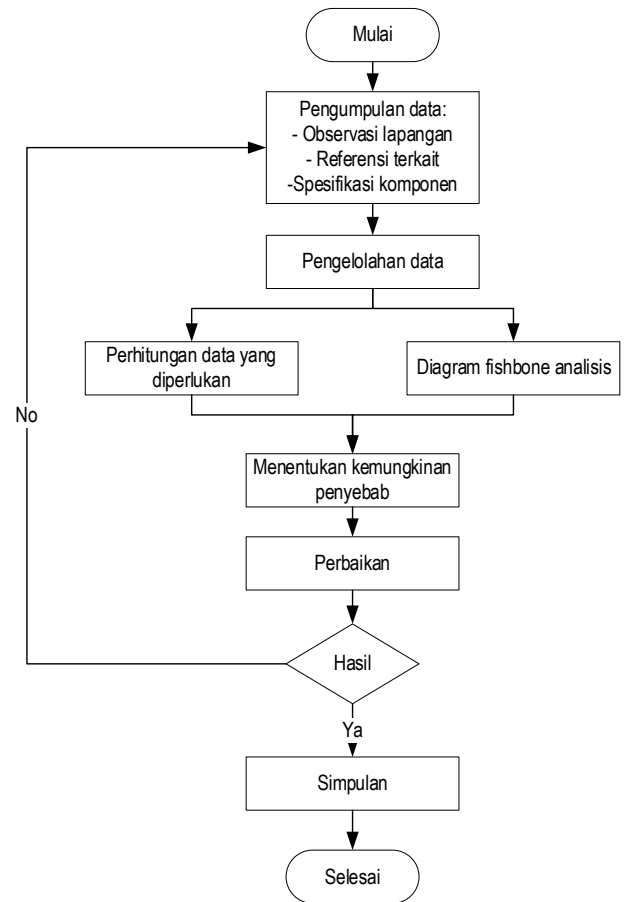 Mulai
Pengumpulan data:
- Observasi lapangan
- Referensi terkait
-Spesifikasi komponen
Pengelolahan data
Perhitungan data yang
diperlukan
Diagram fishbone analisis
No
Menentukan kemungkinan
penyebab
Perbaikan
Hasil
Ya
Simpulan
Selesai